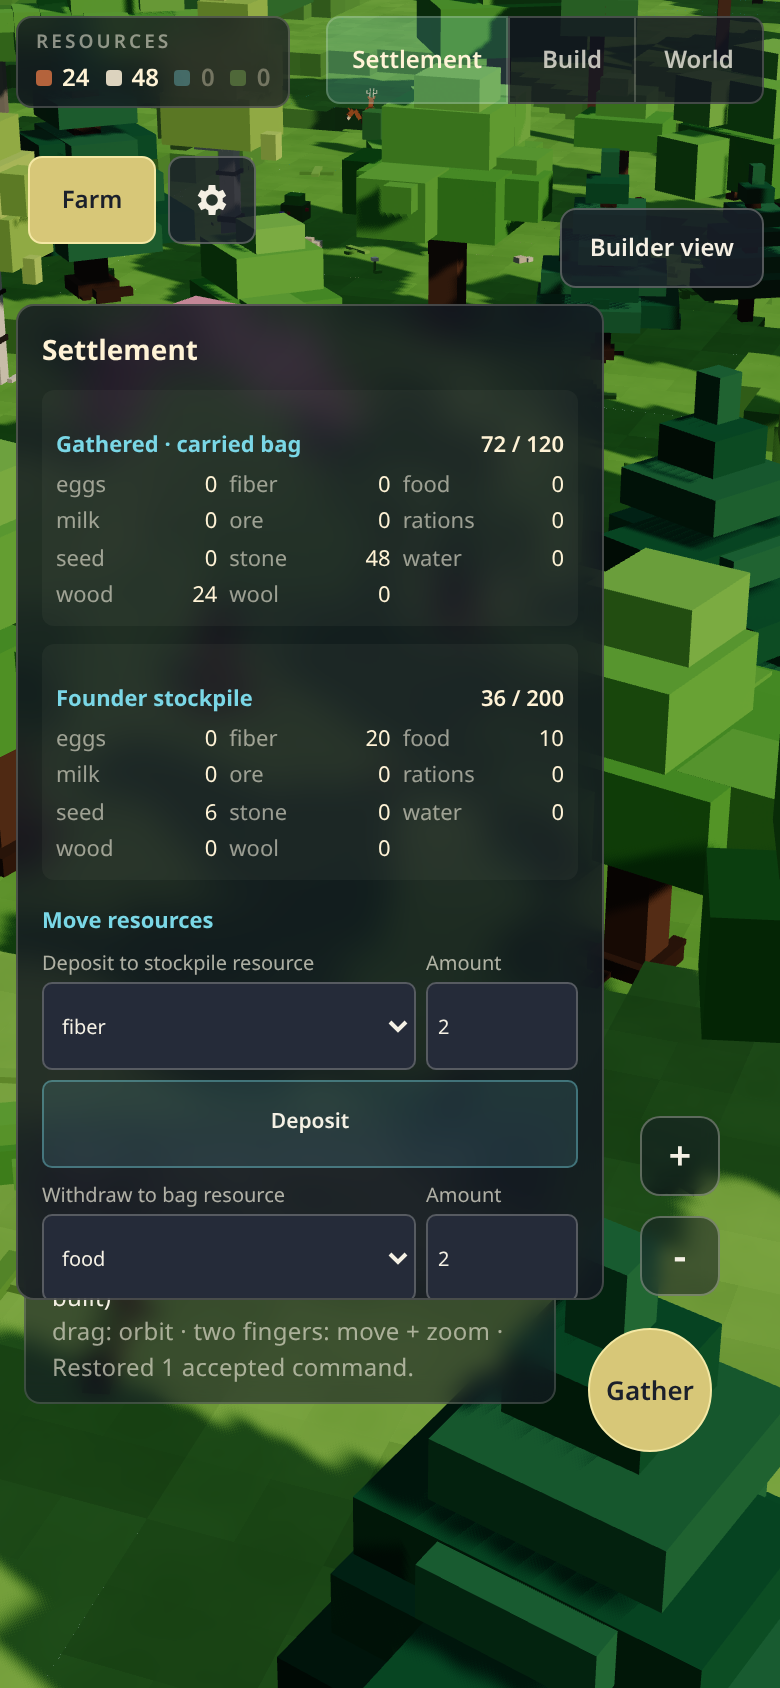 RESOURCES
24 48 0 0
Settlement Build World
Farm
Builder view
Settlement
Gathered · carried bag 72 / 120
eggs 0 fiber 0 food 0
milk 0 ore 0 rations 0
seed 0 stone 48 water 0
wood 24 wool 0
Founder stockpile 36 / 200
eggs 0 fiber 20 food 10
milk 0 ore 0 rations 0
seed 6 stone 0 water 0
wood 0 wool 0
Move resources
Deposit to stockpile resource Amount
fiber 2
Deposit
Withdraw to bag resource Amount
food 2
+
-
built)
drag: orbit · two fingers: move + zoom ·
Restored 1 accepted command.
Gather